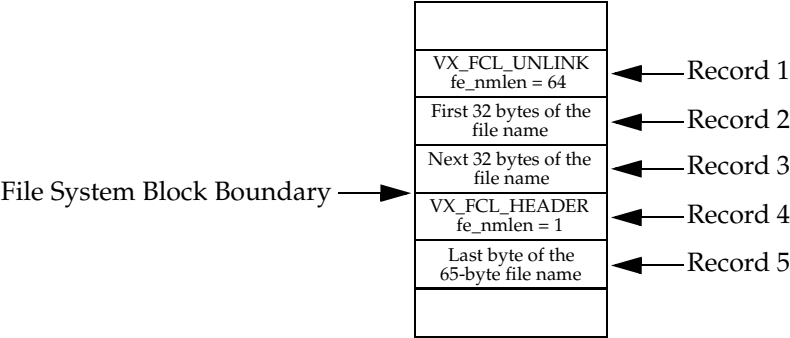 VX_FCL_UNLINK
fe_nmlen = 64
Record 1
First 32 bytes of the
file name
Record 2
Next 32 bytes of the
file name
Record 3
File System Block Boundary
VX_FCL_HEADER
fe_nmlen = 1
Record 4
Last byte of the
65-byte file name
Record 5